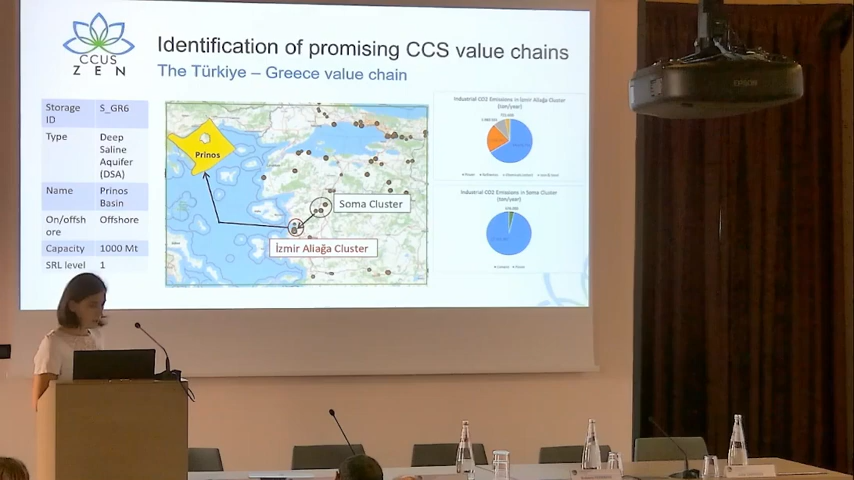 CCUS
ZEN
Identification of promising CCS value chains
The Türkiye – Greece value chain
Storage
ID
S_GR6
Type
Deep
Saline
Aquifer
(DSA)
Name
Prinos
Basin
On/offsh
ore
Offshore
Capacity
1000 Mt
SRL level
1
Prinos
Soma Cluster
İzmir Aliağa Cluster
Industrial CO2 Emissions in İzmir Aliağa Cluster
(ton/year)
Industrial CO2 Emissions in Soma Cluster
(ton/year)
EPSON